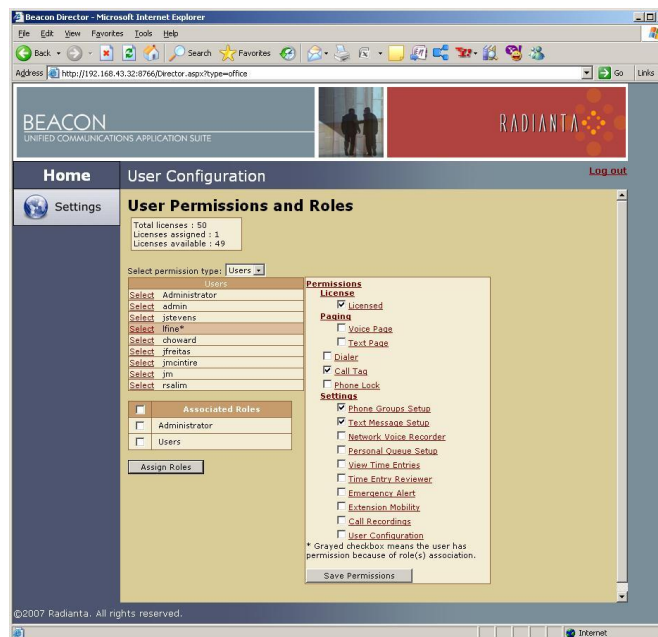 Beacon Director - Microsoft Internet Explorer
File Edit View Favorites Tools Help
Back Search Favorites
Address http://192.168.43.32:8766/Director.aspx?type=office Go Links
BEACON
UNIFIED COMMUNICATIONS APPLICATION SUITE
RADIANTA
Home
User Configuration
Log out
Settings
User Permissions and Roles
Total licenses : 50
Licenses assigned : 1
Licenses available : 49
Select permission type: Users
Users
Select Administrator
Select admin
Select jstevens
Select lfine*
Select choward
Select jfreitas
Select jmcintire
Select jm
Select rsalim
Associated Roles
Administrator
Users
Assign Roles
Permissions
License
Licensed
Paging
Voice Page
Text Page
Dialer
Call Tag
Phone Lock
Settings
Phone Groups Setup
Text Message Setup
Network Voice Recorder
Personal Queue Setup
View Time Entries
Time Entry Reviewer
Emergency Alert
Extension Mobility
Call Recordings
User Configuration
* Grayed checkbox means the user has
permission because of role(s) association.
Save Permissions
©2007 Radianta. All rights reserved.
Internet